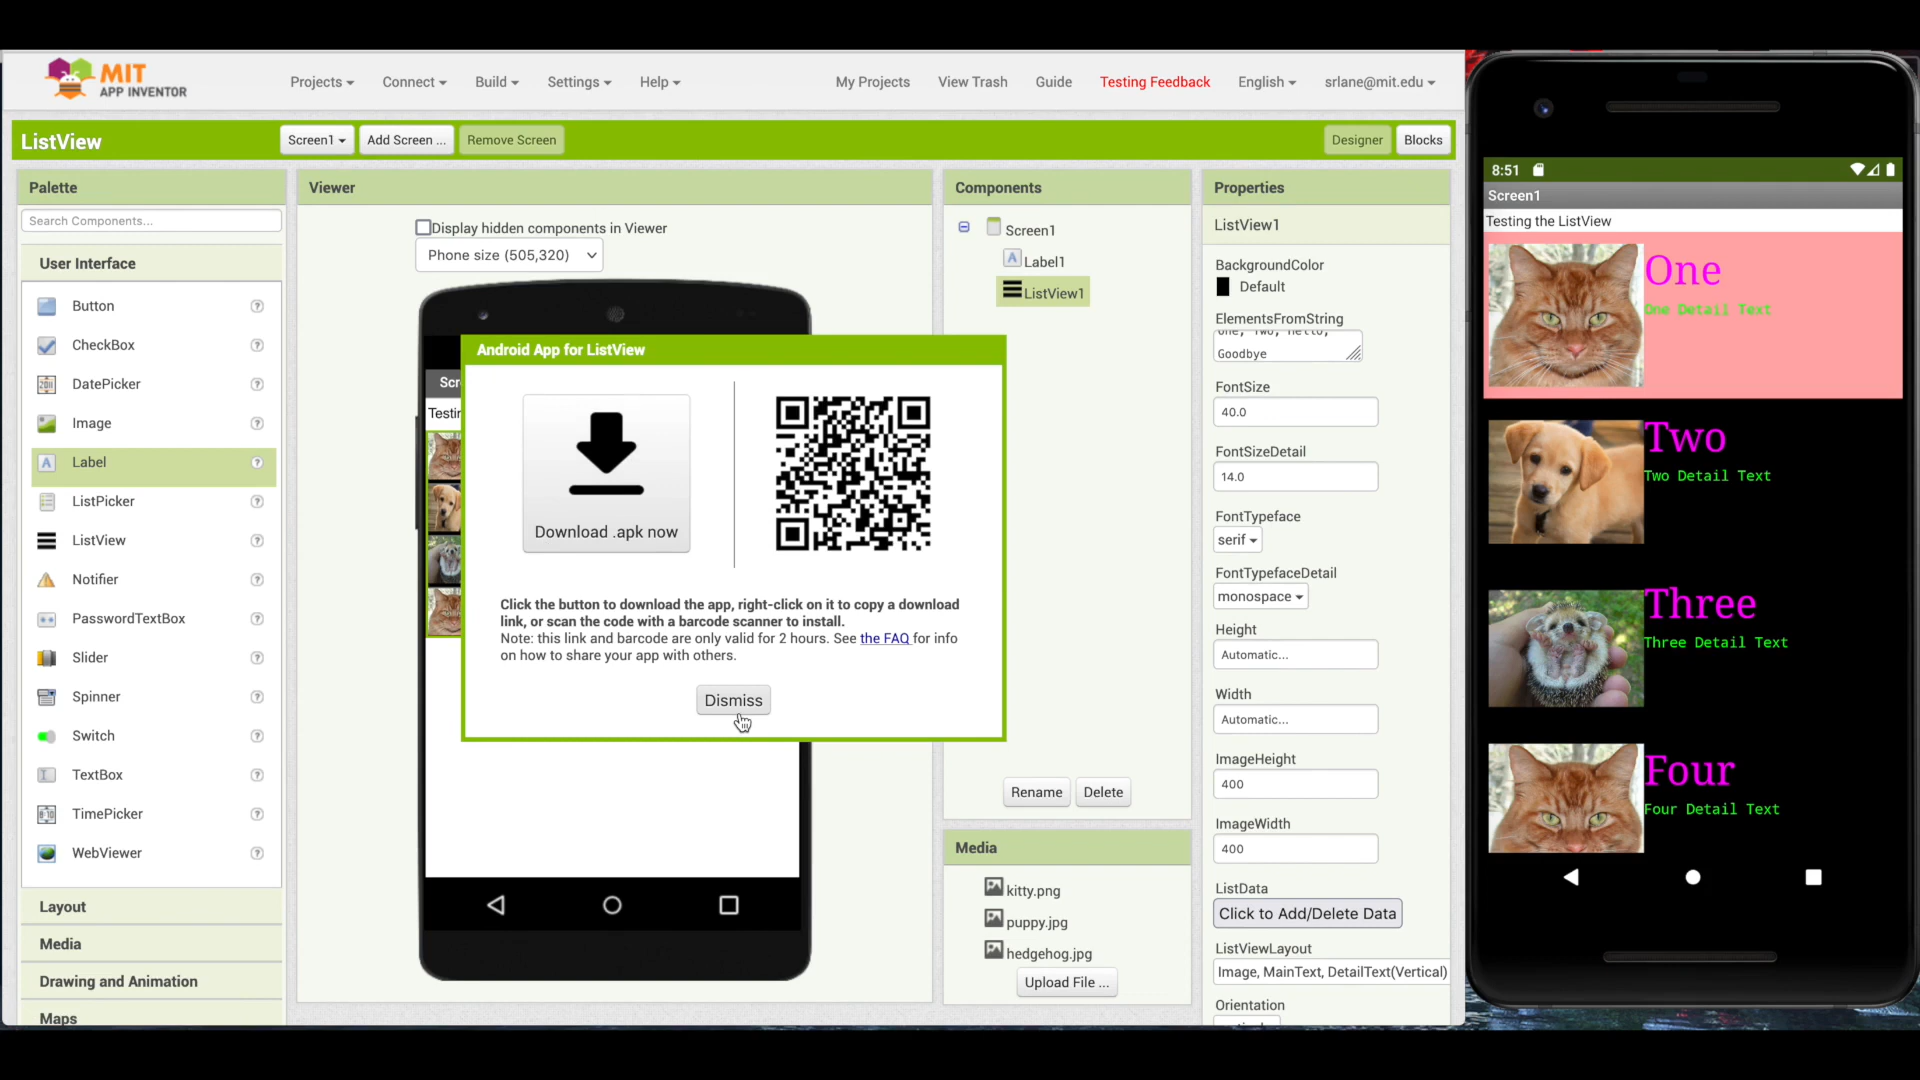 MIT
APP INVENTOR
Projects
Connect
Build
Settings
Help
My Projects
View Trash
Guide
Testing Feedback
English
srlane@mit.edu
ListView
Screen1
Add Screen ...
Remove Screen
Designer
Blocks
Palette
Search Components...
User Interface
Button
CheckBox
DatePicker
Image
Label
ListPicker
ListView
Notifier
PasswordTextBox
Slider
Spinner
Switch
TextBox
TimePicker
WebViewer
Layout
Media
Drawing and Animation
Maps
Viewer
Display hidden components in Viewer
Phone size (505,320)
Scr
Testin
Android App for ListView
Download .apk now
Click the button to download the app, right-click on it to copy a download
link, or scan the code with a barcode scanner to install.
Note: this link and barcode are only valid for 2 hours. See the FAQ for info
on how to share your app with others.
Dismiss
Components
Screen1
Label1
ListView1
Rename
Delete
Media
kitty.png
puppy.jpg
hedgehog.jpg
Upload File ...
Properties
ListView1
BackgroundColor
Default
ElementsFromString
Goodbye
FontSize
40.0
FontSizeDetail
14.0
FontTypeface
serif
FontTypefaceDetail
monospace
Height
Automatic...
Width
Automatic...
ImageHeight
400
ImageWidth
400
ListData
Click to Add/Delete Data
ListViewLayout
Image, MainText, DetailText(Vertical)
Orientation
8:51
Screen1
Testing the ListView
One
One Detail Text
Two
Two Detail Text
Three
Three Detail Text
Four
Four Detail Text